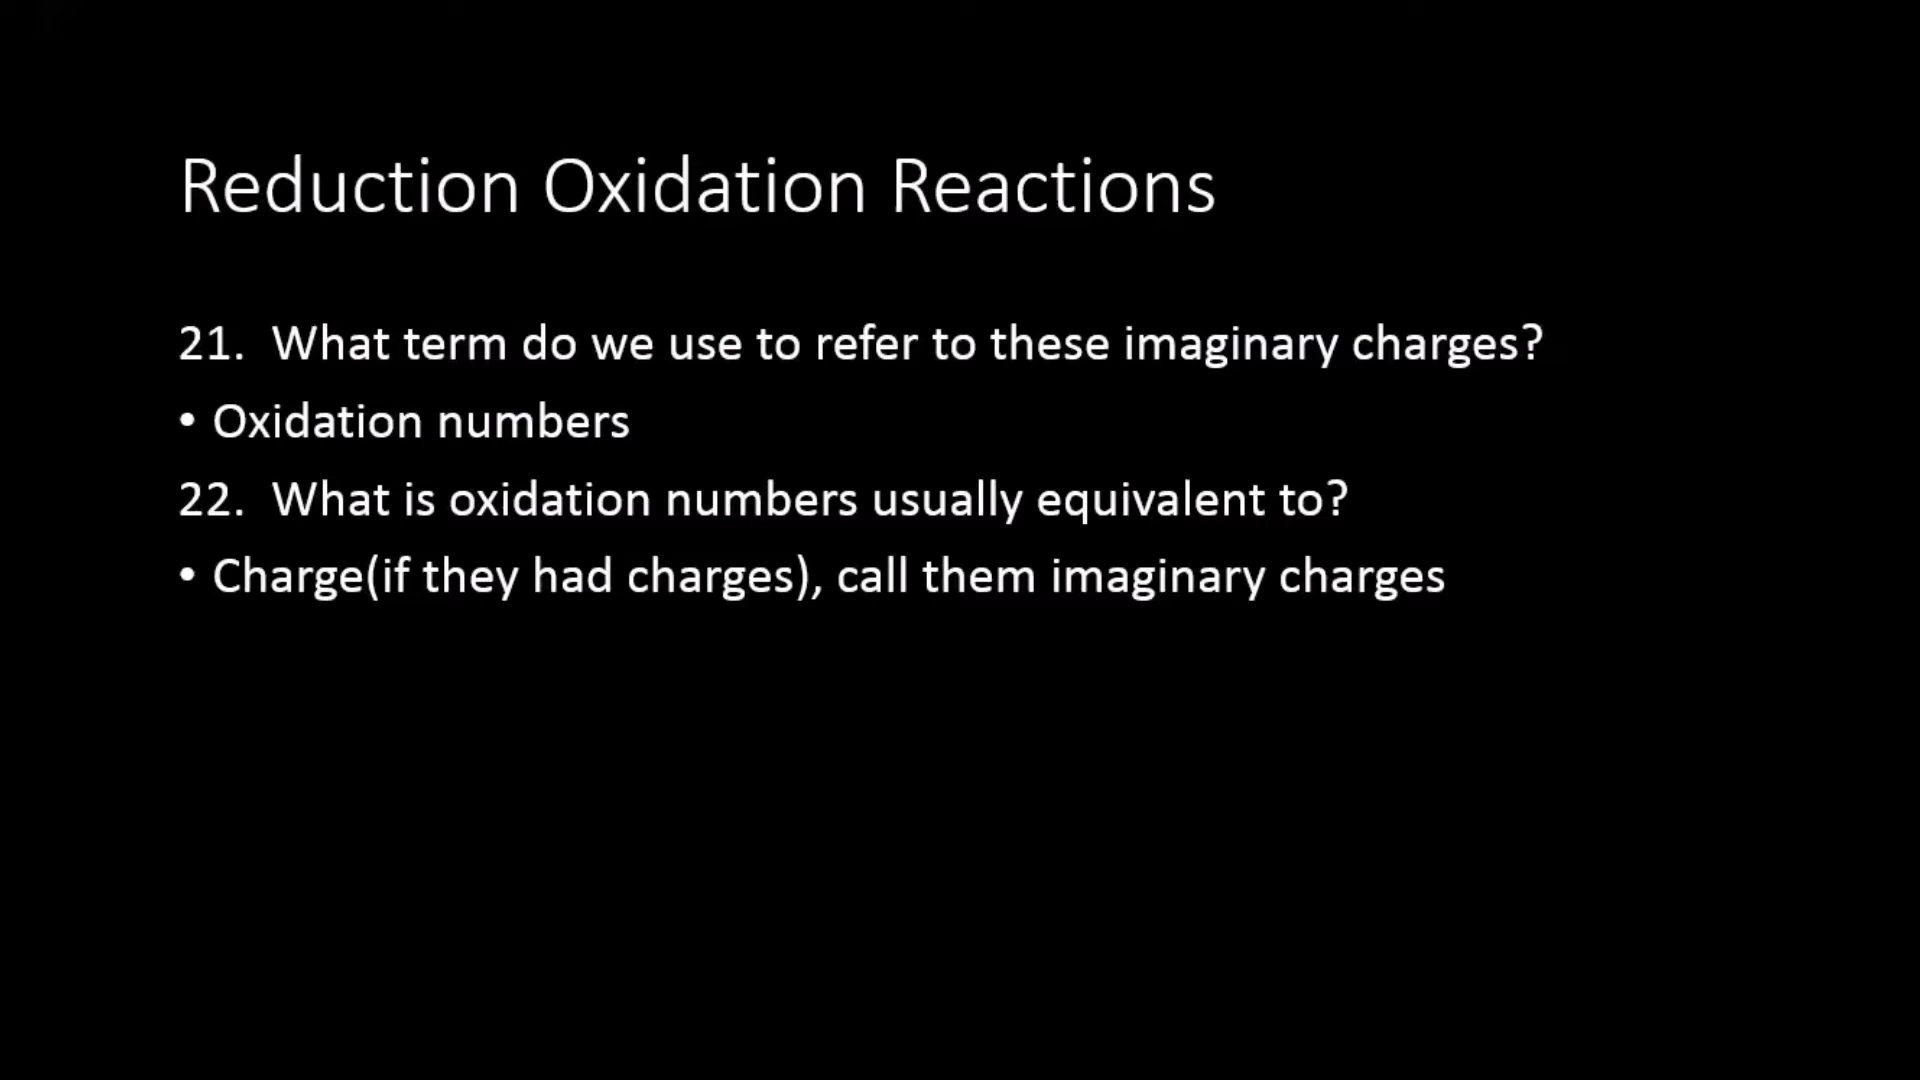 Reduction Oxidation Reactions
21.  What term do we use to refer to these imaginary charges?
• Oxidation numbers
22.  What is oxidation numbers usually equivalent to?
• Charge(if they had charges), call them imaginary charges